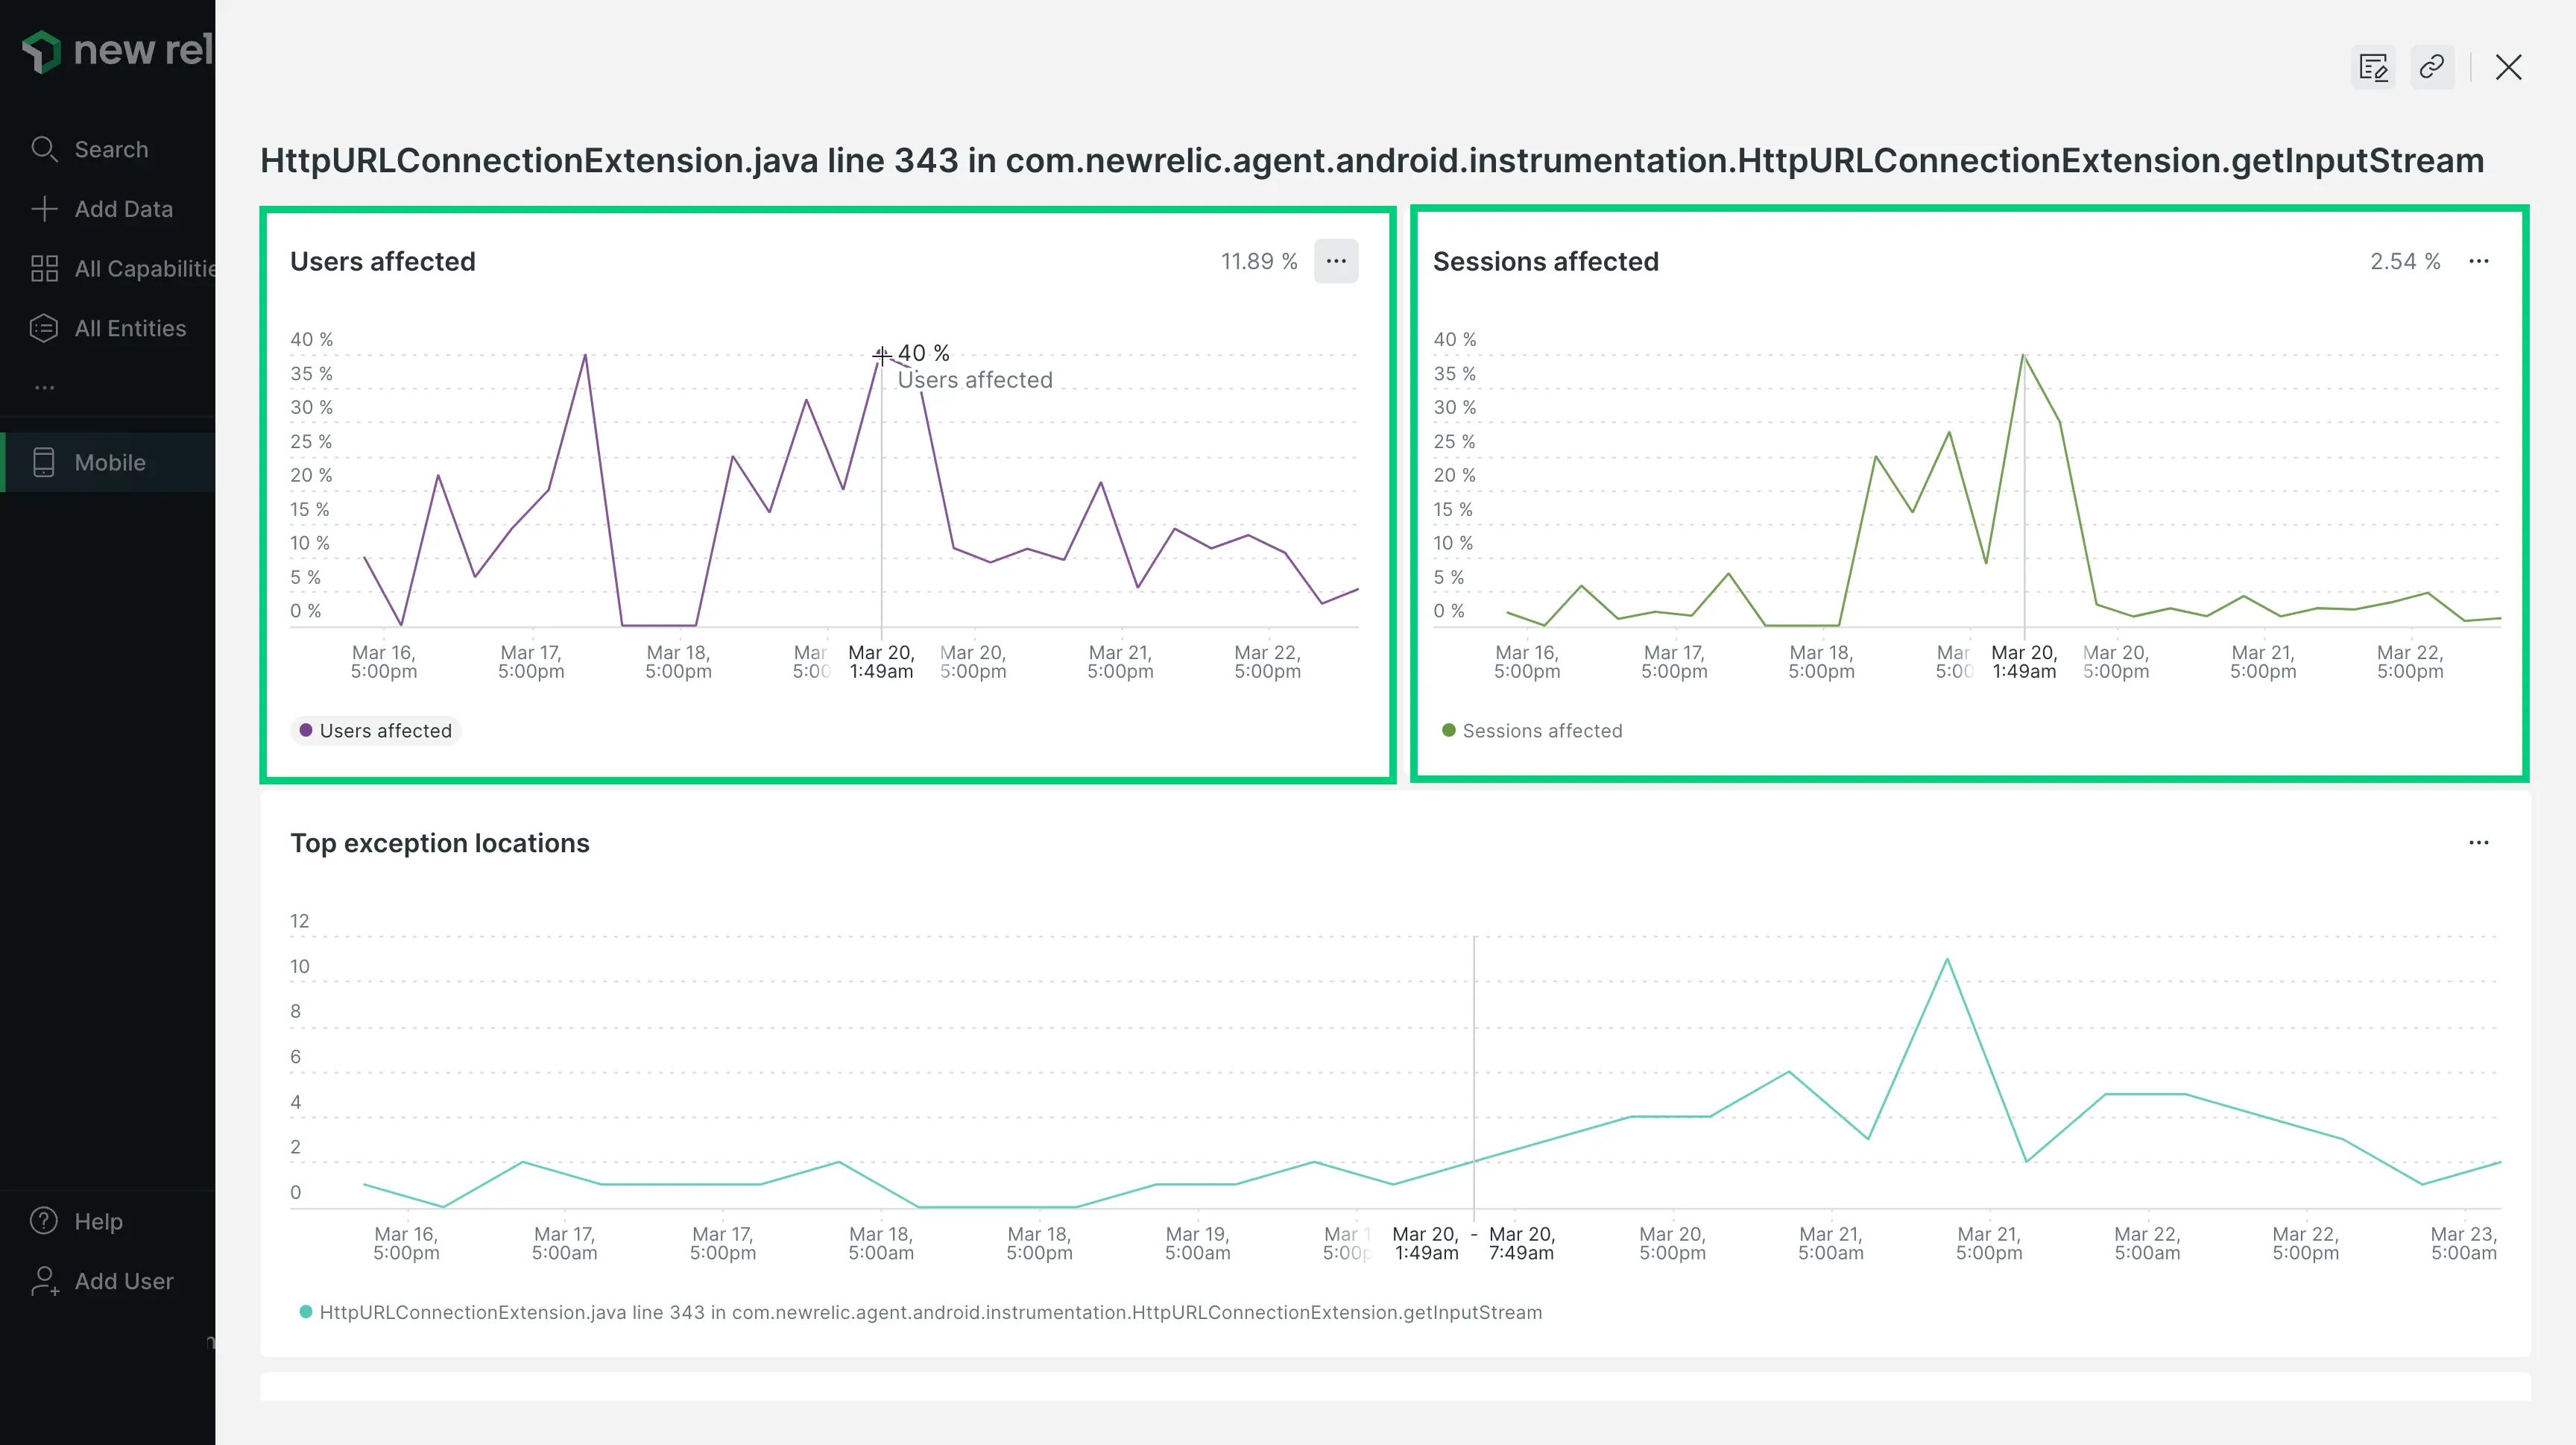 new rel
Search
Add Data
All Capabilitie
All Entities
...
Mobile
Help
Add User
HttpURLConnectionExtension.java line 343 in com.newrelic.agent.android.instrumentation.HttpURLConnectionExtension.getInputStream
Users affected
11.89 %
...
40 %
35 %
30 %
25 %
20 %
15 %
10 %
5 %
0 %
40 %
Users affected
Mar 16, 5:00pm
Mar 17, 5:00pm
Mar 18, 5:00pm
Mar 5:00
Mar 20, 1:49am
Mar 20, 5:00pm
Mar 21, 5:00pm
Mar 22, 5:00pm
Users affected
Sessions affected
2.54 %
...
40 %
35 %
30 %
25 %
20 %
15 %
10 %
5 %
0 %
Mar 16, 5:00pm
Mar 17, 5:00pm
Mar 18, 5:00pm
Mar 5:00
Mar 20, 1:49am
Mar 20, 5:00pm
Mar 21, 5:00pm
Mar 22, 5:00pm
Sessions affected
Top exception locations
...
12
10
8
6
4
2
0
Mar 16, 5:00pm
Mar 17, 5:00am
Mar 17, 5:00pm
Mar 18, 5:00am
Mar 18, 5:00pm
Mar 19, 5:00am
Mar 1 5:00p
Mar 20, 1:49am - Mar 20, 7:49am
Mar 20, 5:00pm
Mar 21, 5:00am
Mar 21, 5:00pm
Mar 22, 5:00am
Mar 22, 5:00pm
Mar 23, 5:00am
HttpURLConnectionExtension.java line 343 in com.newrelic.agent.android.instrumentation.HttpURLConnectionExtension.getInputStream